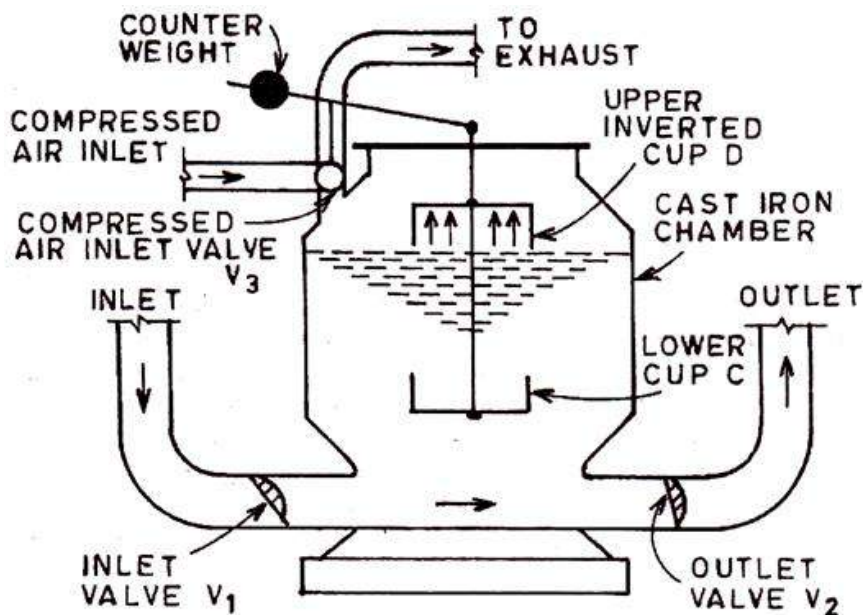 COUNTER
WEIGHT
TO
EXHAUST
COMPRESSED
AIR INLET
UPPER
INVERTED
CUP D
COMPRESSED
AIR INLET VALVE
V3
CAST IRON
CHAMBER
INLET
OUTLET
LOWER
CUP C
INLET
VALVE V1
OUTLET
VALVE V2